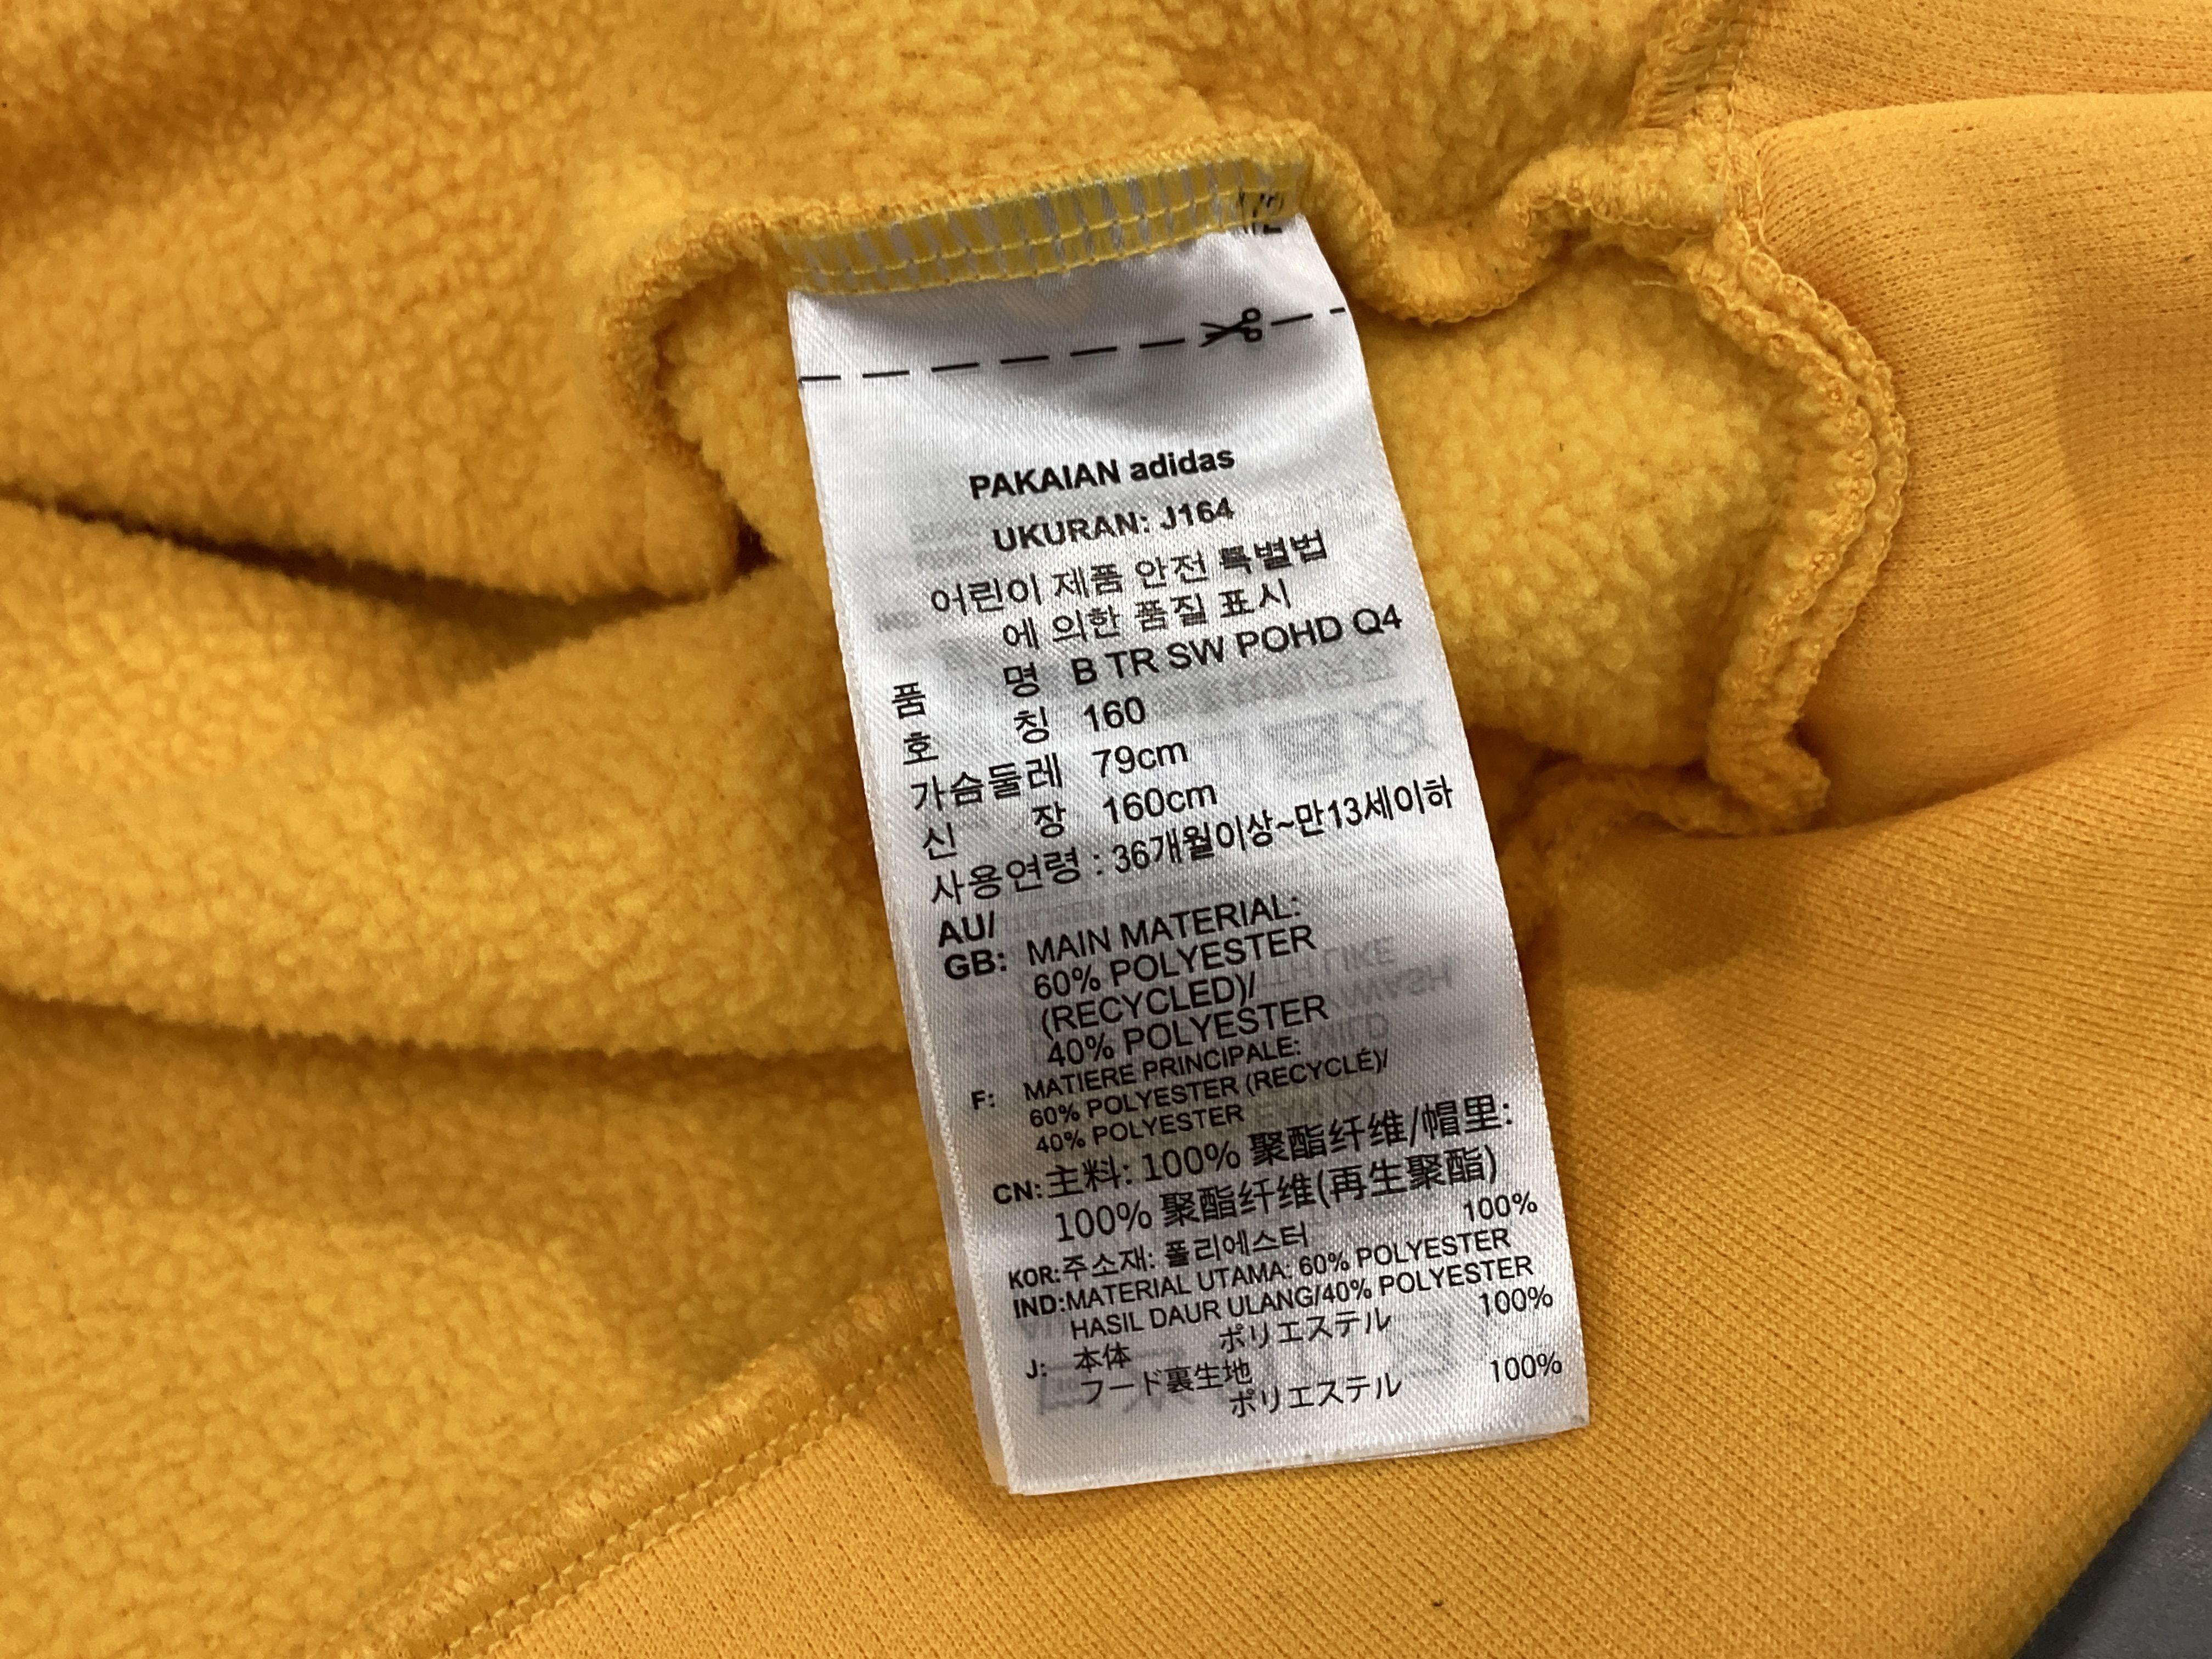 PAKAIAN adidas
UKURAN: J164
어린이 제품 안전 특별법
에 의한 품질 표시
품 명 B TR SW POHD Q4
호 칭 160
가슴둘레 79cm
신 장 160cm
사용연령 : 36개월이상~만13세이하
AU/
GB: MAIN MATERIAL:
60% POLYESTER
(RECYCLED)/
40% POLYESTER
F: MATIERE PRINCIPALE:
60% POLYESTER (RECYCLÉ)/
40% POLYESTER
CN: 主料: 100% 聚酯纤维/帽里:
100% 聚酯纤维(再生聚酯)
KOR: 주소재: 폴리에스터 100%
IND: MATERIAL UTAMA: 60% POLYESTER
HASIL DAUR ULANG/40% POLYESTER
J: 本体 ポリエステル 100%
フード裏生地
ポリエステル 100%